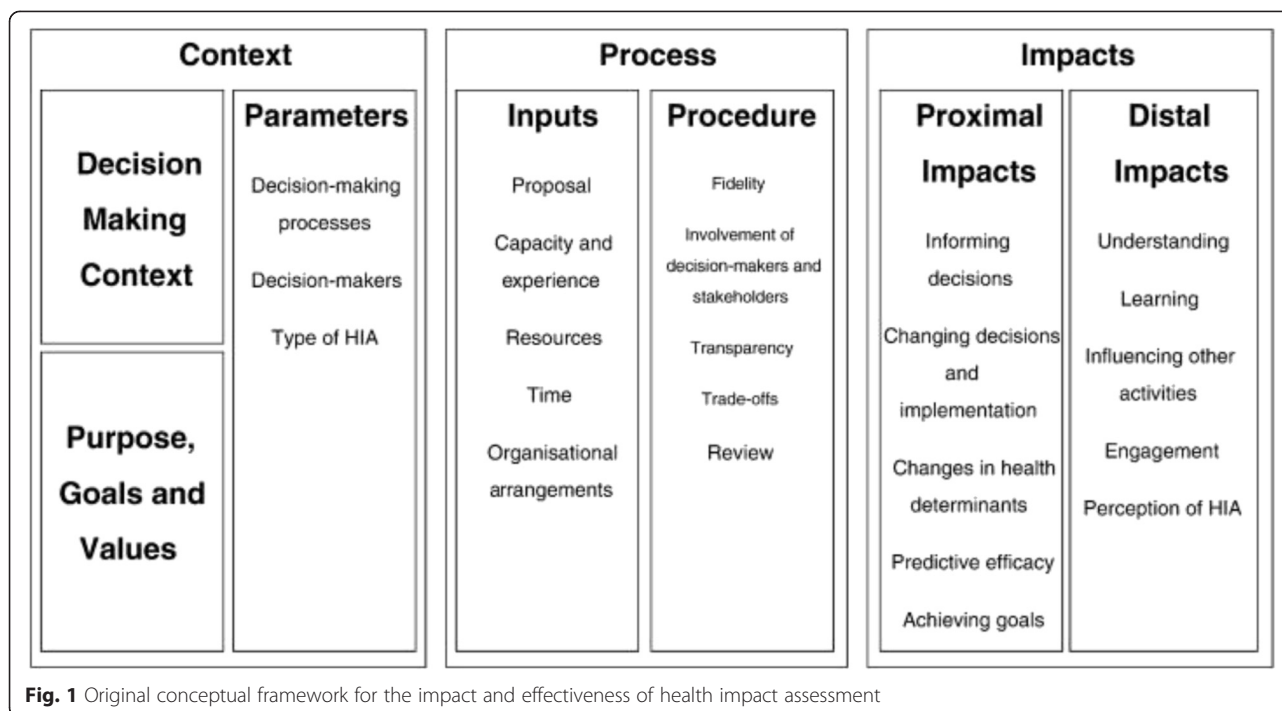 Context
Decision
Making
Context
Purpose,
Goals and
Values
Parameters
Decision-making
processes
Decision-makers
Type of HIA
Process
Inputs
Proposal
Capacity and
experience
Resources
Time
Organisational
arrangements
Procedure
Fidelity
Involvement of
decision-makers and
stakeholders
Transparency
Trade-offs
Review
Impacts
Proximal
Impacts
Informing
decisions
Changing decisions
and
implementation
Changes in health
determinants
Predictive efficacy
Achieving goals
Distal
Impacts
Understanding
Learning
Influencing other
activities
Engagement
Perception of HIA
Fig. 1 Original conceptual framework for the impact and effectiveness of health impact assessment